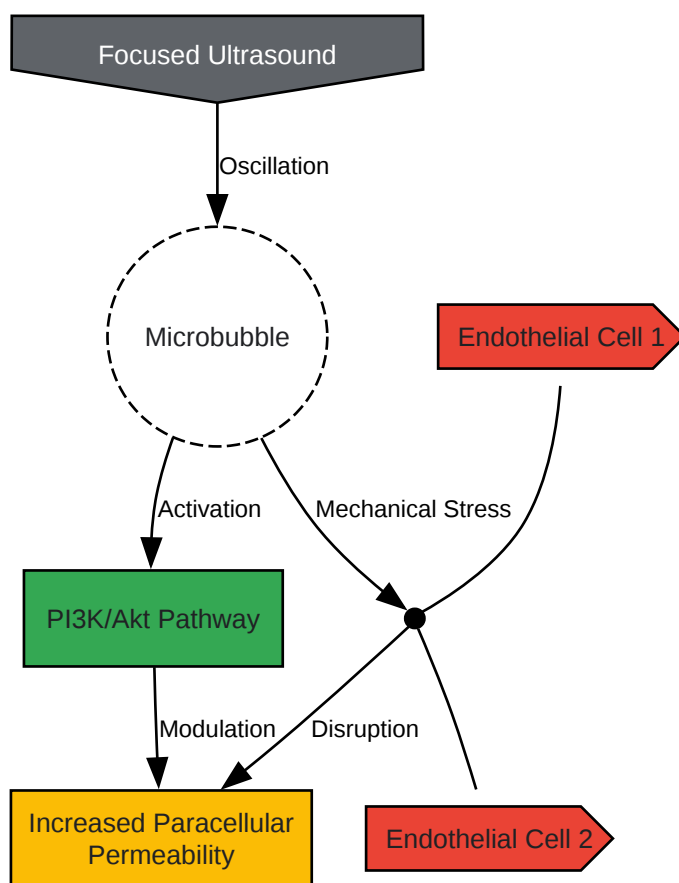 Focused Ultrasound
Oscillation
Microbubble
Endothelial Cell 1
Activation
Mechanical Stress
PI3K/Akt Pathway
Modulation
Disruption
Increased Paracellular
Permeability
Endothelial Cell 2